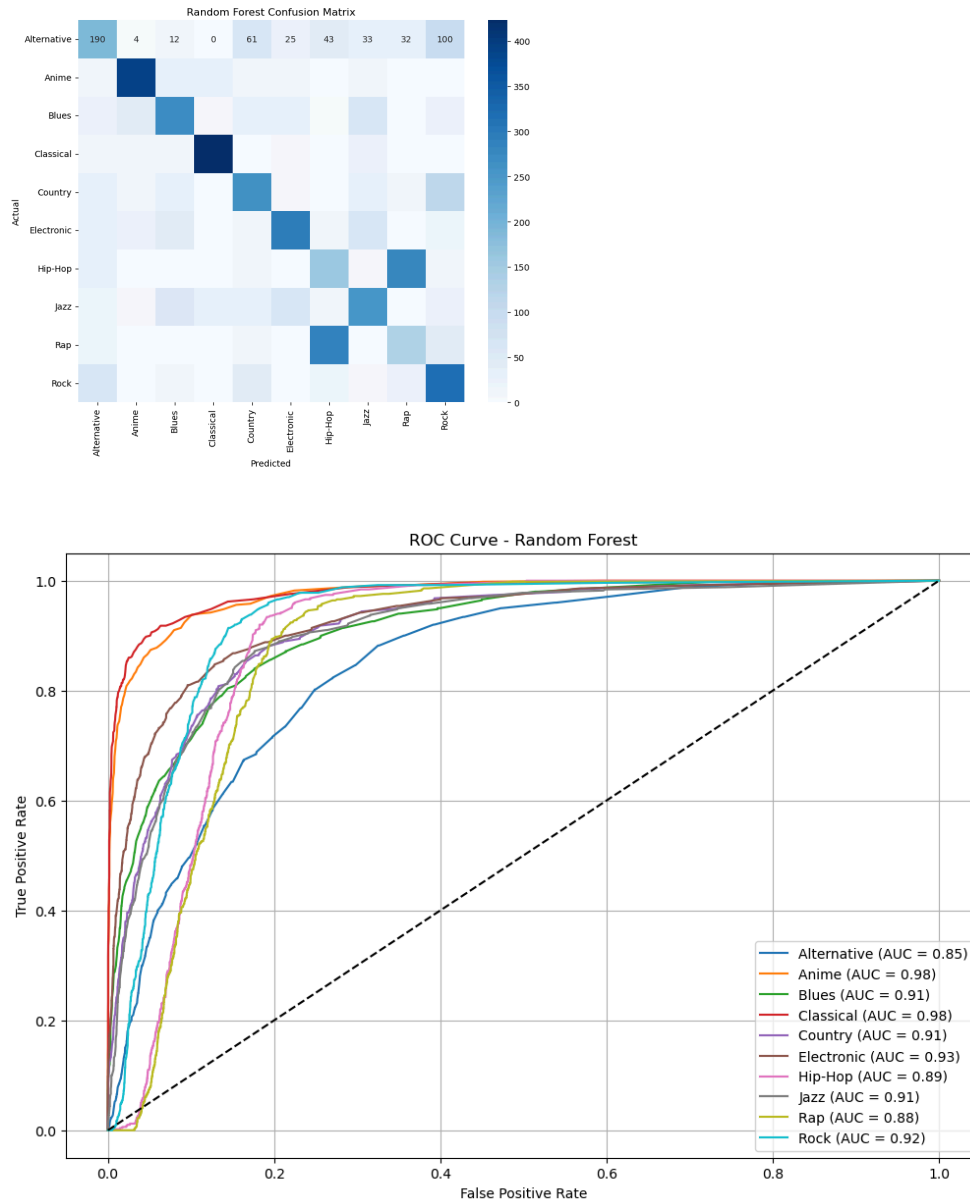 Random Forest Confusion Matrix
Alternative 190 4 12 0 61 25 43 33 32 100
Anime
Blues
Classical
Country
Electronic
Hip-Hop
Jazz
Rap
Rock
Actual
Alternative Anime Blues Classical Country Electronic Hip-Hop Jazz Rap Rock
Predicted
400
350
300
250
200
150
100
50
0
ROC Curve - Random Forest
1.0
0.8
0.6
0.4
0.2
0.0
True Positive Rate
Alternative (AUC = 0.85)
Anime (AUC = 0.98)
Blues (AUC = 0.91)
Classical (AUC = 0.98)
Country (AUC = 0.91)
Electronic (AUC = 0.93)
Hip-Hop (AUC = 0.89)
Jazz (AUC = 0.91)
Rap (AUC = 0.88)
Rock (AUC = 0.92)
0.0 0.2 0.4 0.6 0.8 1.0
False Positive Rate